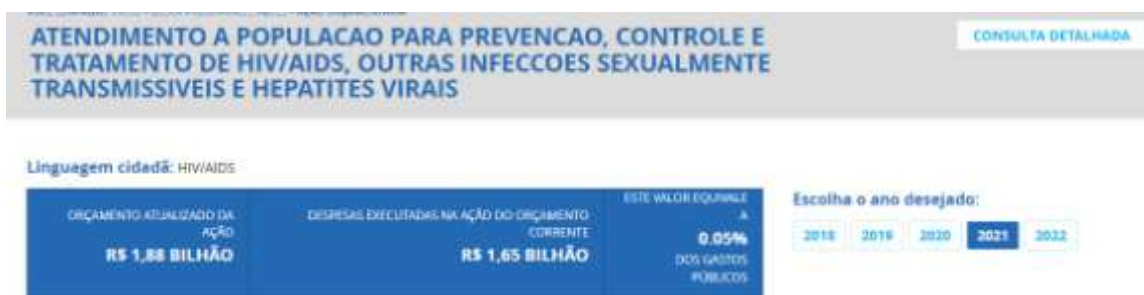 ATENDIMENTO A POPULACAO PARA PREVENCAO, CONTROLE E
TRATAMENTO DE HIV/AIDS, OUTRAS INFECCOES SEXUALMENTE
TRANSMISSIVEIS E HEPATITES VIRAIS
CONSULTA DETALHADA
Linguagem cidadã: HIV/AIDS
ORÇAMENTO ATUALIZADO DA
AÇÃO
R$ 1,88 BILHÃO
DESPESAS EXECUTADAS NA AÇÃO DO ORÇAMENTO
CORRENTE
R$ 1,65 BILHÃO
ESTE VALOR EQUIVALE
A
0.05%
DOS GASTOS
PÚBLICOS
Escolha o ano desejado:
2018 2019 2020 2021 2022